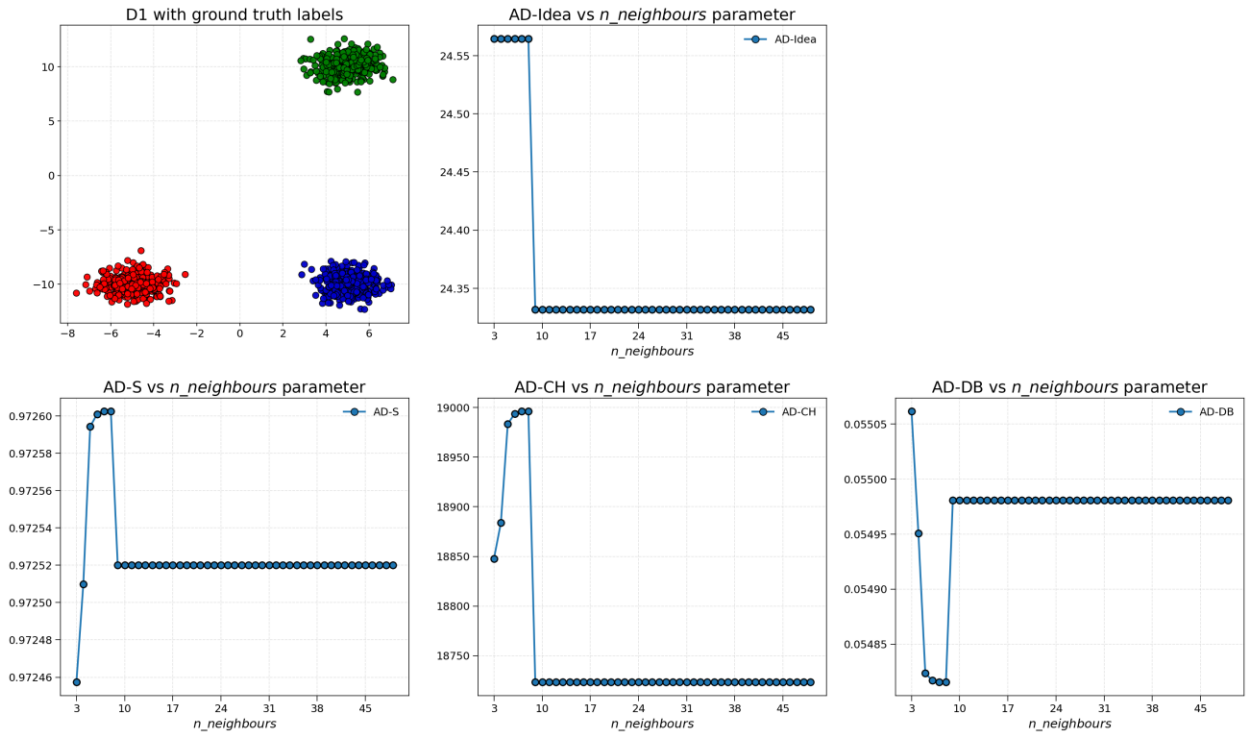 D1 with ground truth labels
10
5
0
−5
−10
−8 −6 −4 −2 0 2 4 6
AD-Idea vs n_neighbours parameter
AD-Idea
24.55
24.50
24.45
24.40
24.35
3 10 17 24 31 38 45
n_neighbours
AD-S vs n_neighbours parameter
AD-S
0.97260
0.97258
0.97256
0.97254
0.97252
0.97250
0.97248
0.97246
3 10 17 24 31 38 45
n_neighbours
AD-CH vs n_neighbours parameter
AD-CH
19000
18950
18900
18850
18800
18750
3 10 17 24 31 38 45
n_neighbours
AD-DB vs n_neighbours parameter
AD-DB
0.05505
0.05500
0.05495
0.05490
0.05485
3 10 17 24 31 38 45
n_neighbours